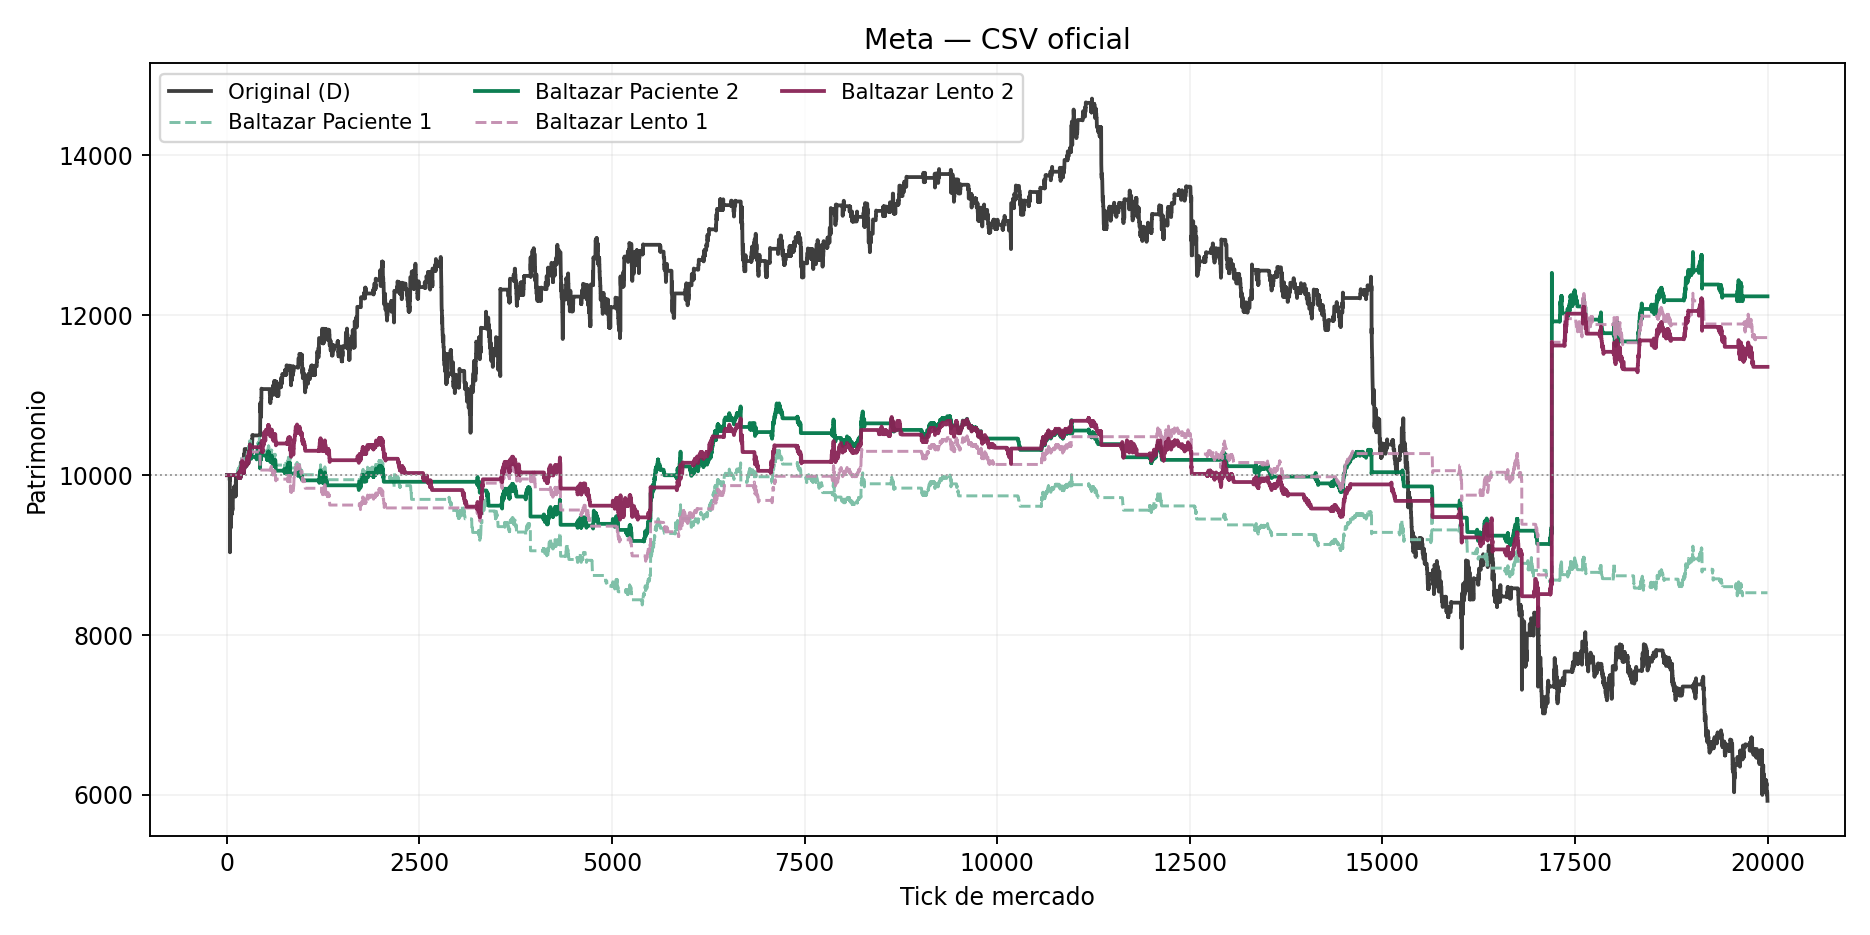 Meta — CSV oficial
Original (D)
Baltazar Paciente 1
Baltazar Paciente 2
Baltazar Lento 1
Baltazar Lento 2
Patrimonio
14000
12000
10000
8000
6000
0 2500 5000 7500 10000 12500 15000 17500 20000
Tick de mercado